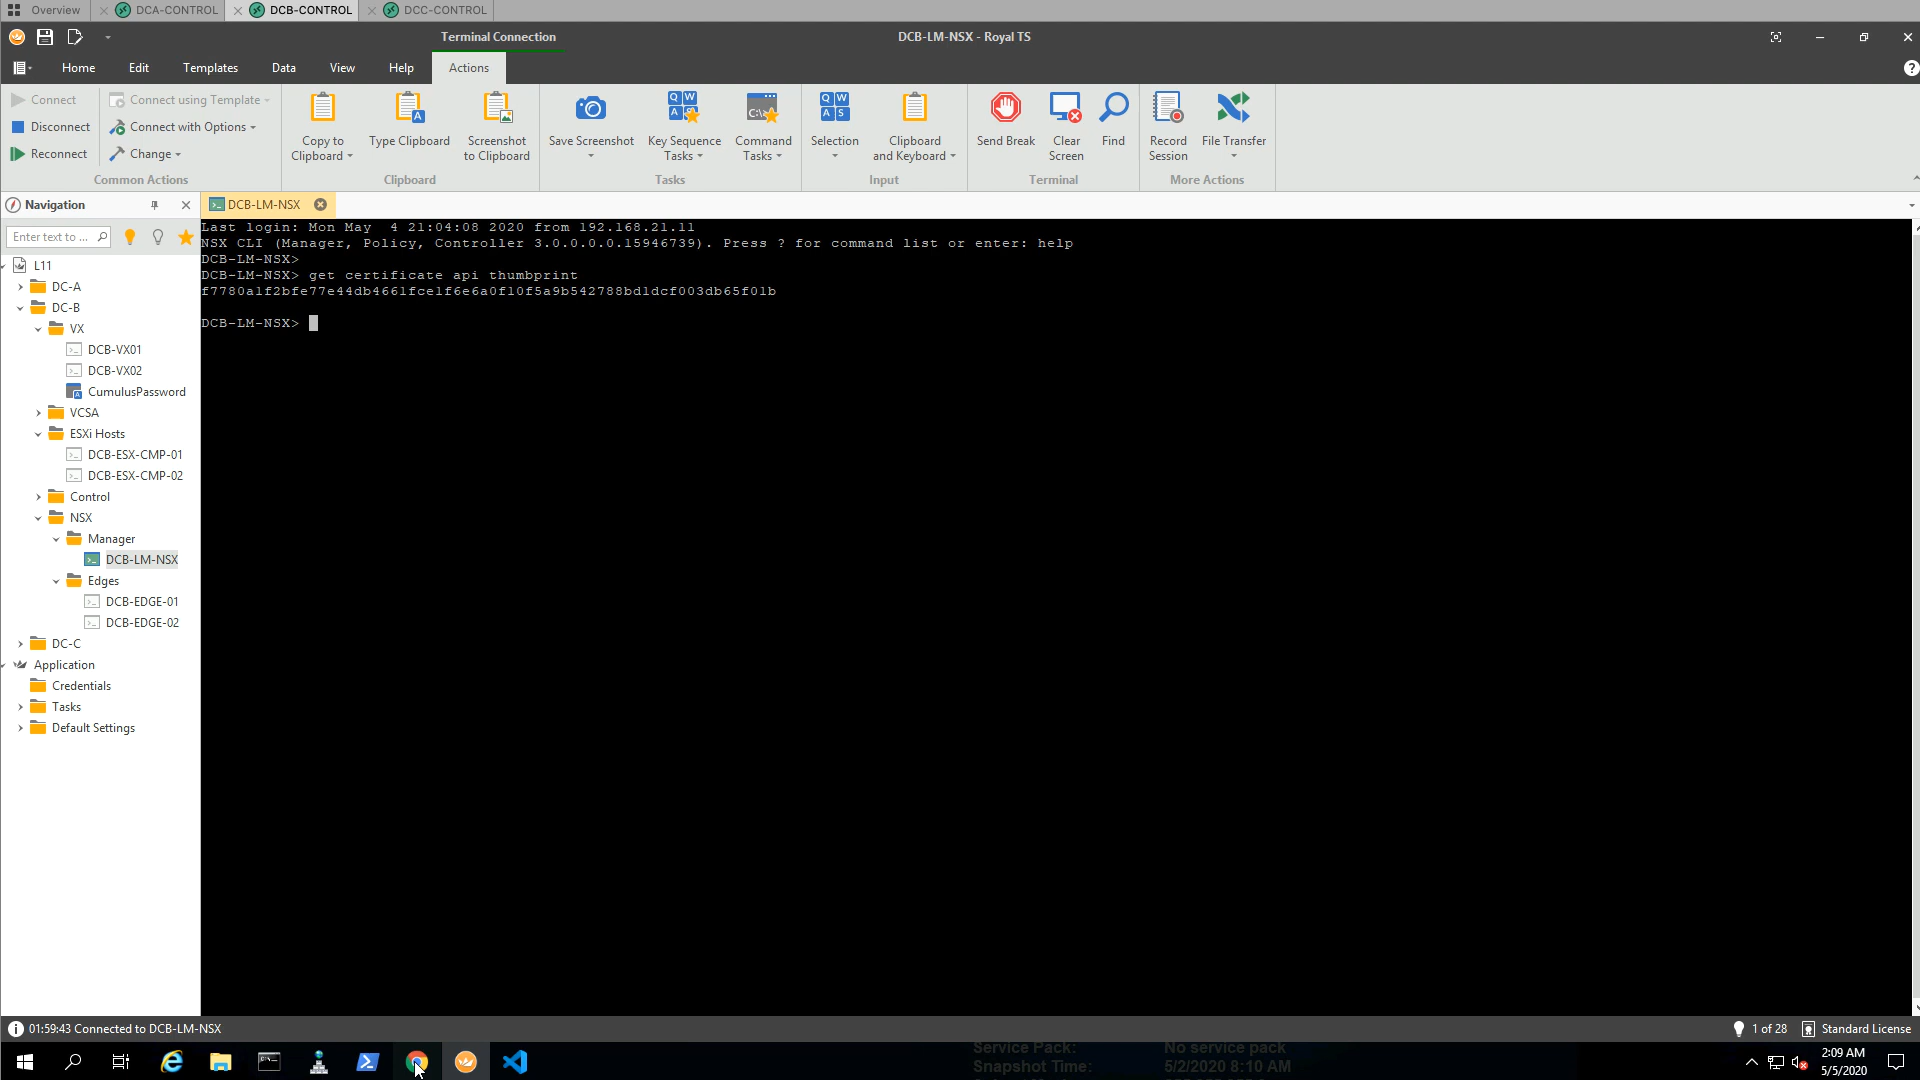 Overview
DCA-CONTROL
DCB-CONTROL
DCC-CONTROL
Terminal Connection
DCB-LM-NSX - Royal TS
Home
Edit
Templates
Data
View
Help
Actions
Connect
Disconnect
Reconnect
Connect using Template
Connect with Options
Change
Common Actions
Copy to
Clipboard
Type Clipboard
Screenshot
to Clipboard
Clipboard
Save Screenshot
Key Sequence
Tasks
Command
Tasks
Tasks
Selection
Clipboard
and Keyboard
Input
Send Break
Clear
Screen
Find
Terminal
Record
Session
File Transfer
More Actions
Navigation
DCB-LM-NSX
Enter text to ...
L11
DC-A
DC-B
VX
DCB-VX01
DCB-VX02
CumulusPassword
VCSA
ESXi Hosts
DCB-ESX-CMP-01
DCB-ESX-CMP-02
Control
NSX
Manager
DCB-LM-NSX
Edges
DCB-EDGE-01
DCB-EDGE-02
DC-C
Application
Credentials
Tasks
Default Settings
Last login: Mon May  4 21:04:08 2020 from 192.168.21.11
NSX CLI (Manager, Policy, Controller 3.0.0.0.0.15946739). Press ? for command list or enter: help
DCB-LM-NSX>
DCB-LM-NSX> get certificate api thumbprint
f7780a1f2bfe77e44db4661fce1f6e6a0f10f5a9b542788bd1dcf003db65f01b
DCB-LM-NSX>
01:59:43 Connected to DCB-LM-NSX
1 of 28
Standard License
Service Pack: No service pack
Snapshot Time: 5/2/2020 8:10 AM
2:09 AM
5/5/2020